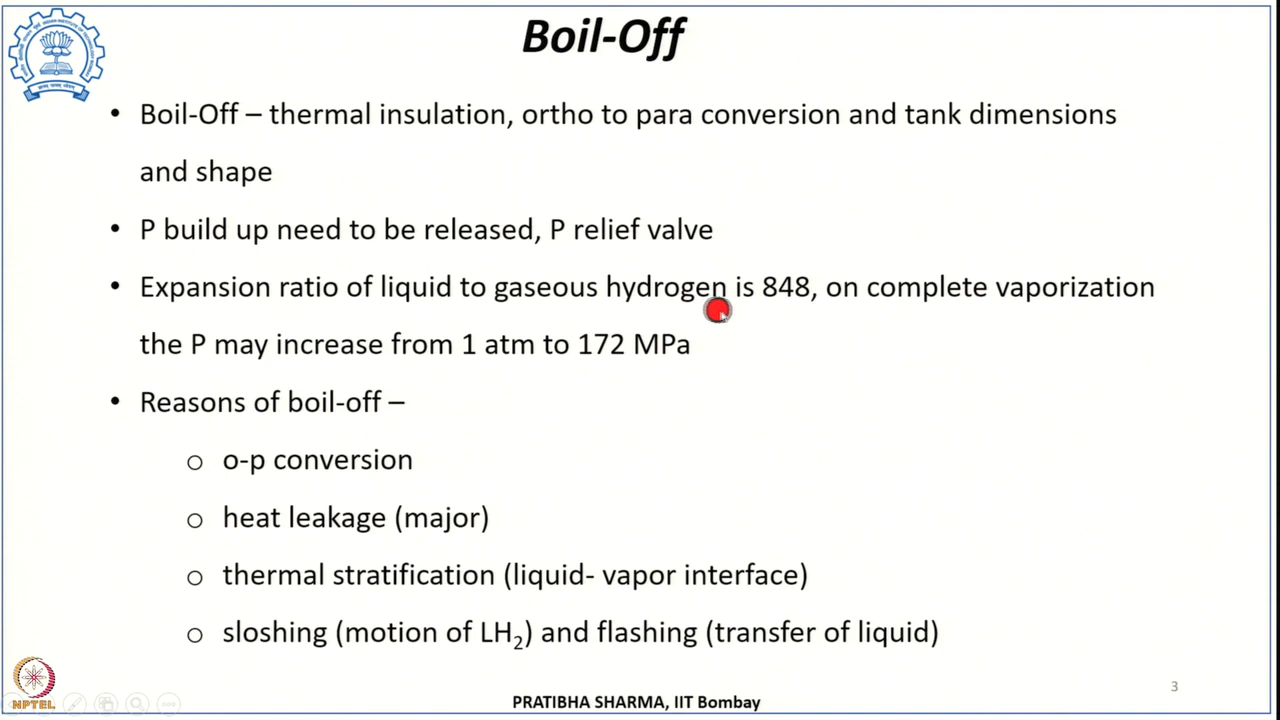 Boil-Off
• Boil-Off – thermal insulation, ortho to para conversion and tank dimensions
and shape
• P build up need to be released, P relief valve
• Expansion ratio of liquid to gaseous hydrogen is 848, on complete vaporization
the P may increase from 1 atm to 172 MPa
• Reasons of boil-off –
o o-p conversion
o heat leakage (major)
o thermal stratification (liquid- vapor interface)
o sloshing (motion of LH₂) and flashing (transfer of liquid)
3
NPTEL
PRATIBHA SHARMA, IIT Bombay